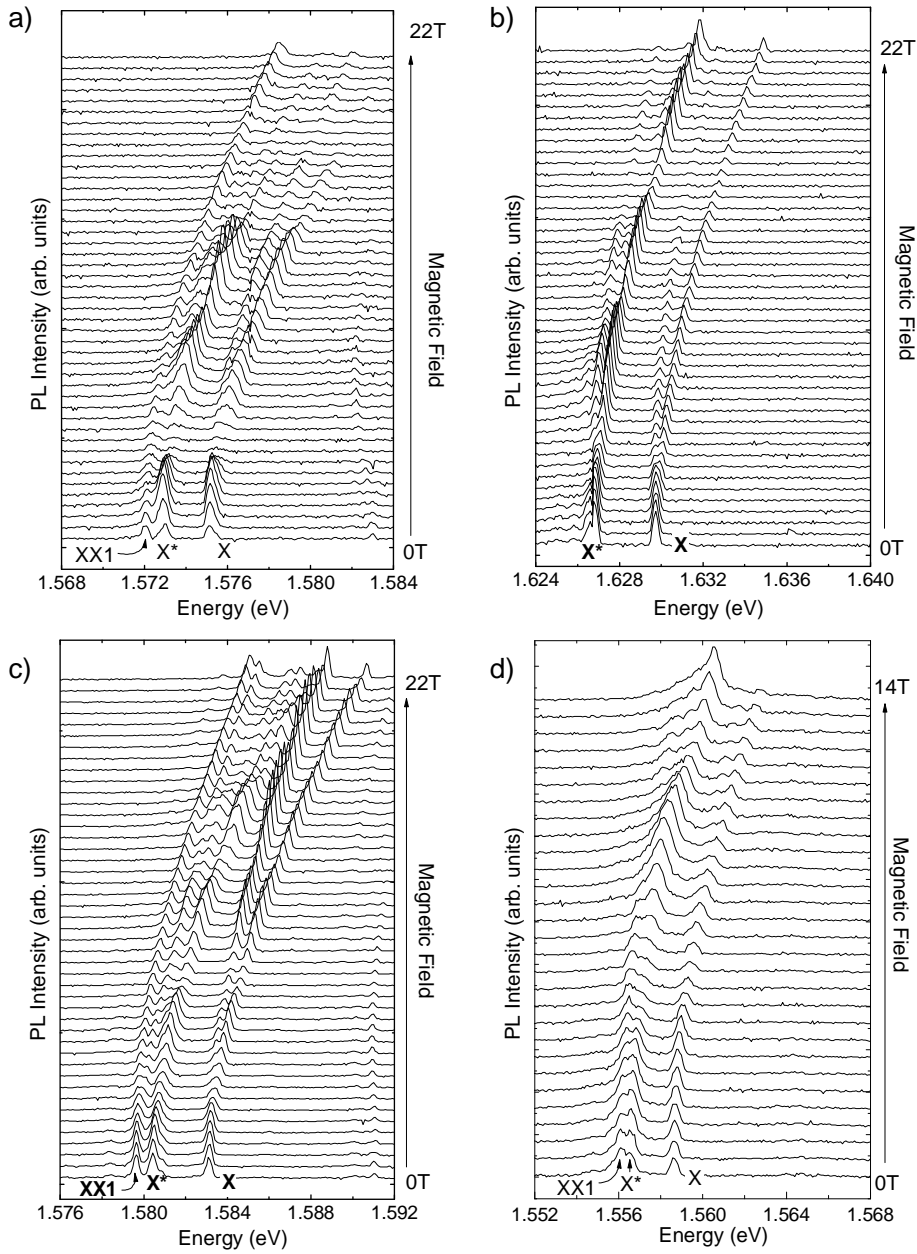 a)
22T
PL Intensity (arb. units)
Magnetic Field
XX1 X* X
0T
1.568 1.572 1.576 1.580 1.584
Energy (eV)
b)
22T
PL Intensity (arb. units)
Magnetic Field
X* X
0T
1.624 1.628 1.632 1.636 1.640
Energy (eV)
c)
22T
PL Intensity (arb. units)
Magnetic Field
XX1 X* X
0T
1.576 1.580 1.584 1.588 1.592
Energy (eV)
d)
14T
PL Intensity (arb. units)
Magnetic Field
XX1 X* X
0T
1.552 1.556 1.560 1.564 1.568
Energy (eV)